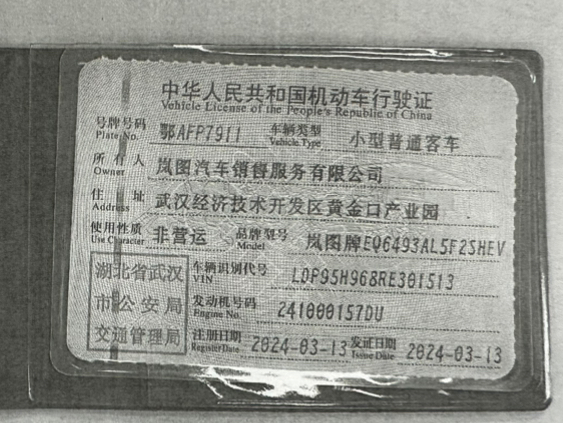 中华人民共和国机动车行驶证
Vehicle License of the People's Republic of China
号牌号码 鄂AFP7911 车辆类型 小型普通客车
Plate No. Vehicle Type
所有人 岚图汽车销售服务有限公司
Owner
住址 武汉经济技术开发区黄金口产业园
Address
使用性质 非营运 品牌型号 岚图牌EQ6493AL5F2SHEV
Use Character Model
湖北省武汉 车辆识别代号 LDP95H968RE301513
VIN
市公安局 发动机号码 241000157DU
Engine No.
交通管理局 注册日期 2024-03-13 发证日期 2024-03-13
Register Date Issue Date